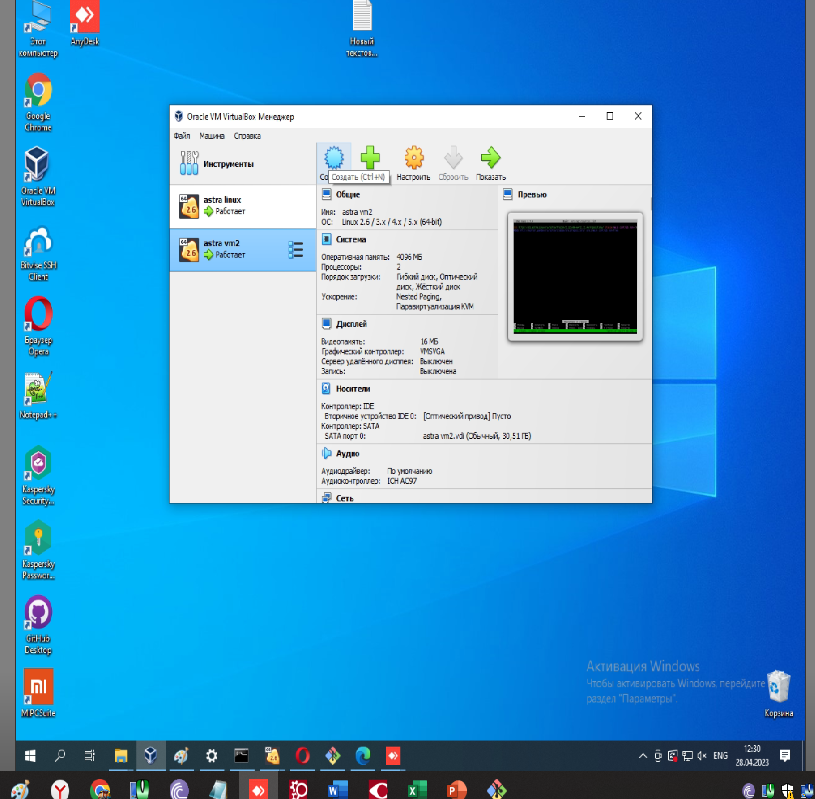 Этот
компьютер
AnyDesk
Новый
текстов...
Google
Chrome
Oracle VM
VirtualBox
Bitvise SSH
Client
Браузер
Opera
Notepad++
Kaspersky
Security...
Kaspersky
Passwor...
GitHub
Desktop
Mi PCSuite
Oracle VM VirtualBox Менеджер
Файл Машина Справка
Инструменты
Создать (Ctrl+N)
Настроить Сбросить Показать
astra linux
Работает
astra vm2
Работает
Общие
Имя: astra vm2
ОС: Linux 2.6 / 3.x / 4.x / 5.x (64-bit)
Превью
Система
Оперативная память: 4096 МБ
Процессоры: 2
Порядок загрузки: Гибкий диск, Оптический
диск, Жёсткий диск
Ускорение: Nested Paging,
Паравиртуализация KVM
Дисплей
Видеопамять: 16 МБ
Графический контроллер: VMSVGA
Сервер удалённого дисплея: Выключен
Запись: Выключена
Носители
Контроллер: IDE
Вторичное устройство IDE 0: [Оптический привод] Пусто
Контроллер: SATA
SATA порт 0: astra vm2.vdi (Обычный, 30,51 ГБ)
Аудио
Аудиодрайвер: По умолчанию
Аудиоконтроллер: ICH AC97
Сеть
Активация Windows
Чтобы активировать Windows, перейдите в
раздел "Параметры".
Корзина
ENG
12:30
28.04.2023